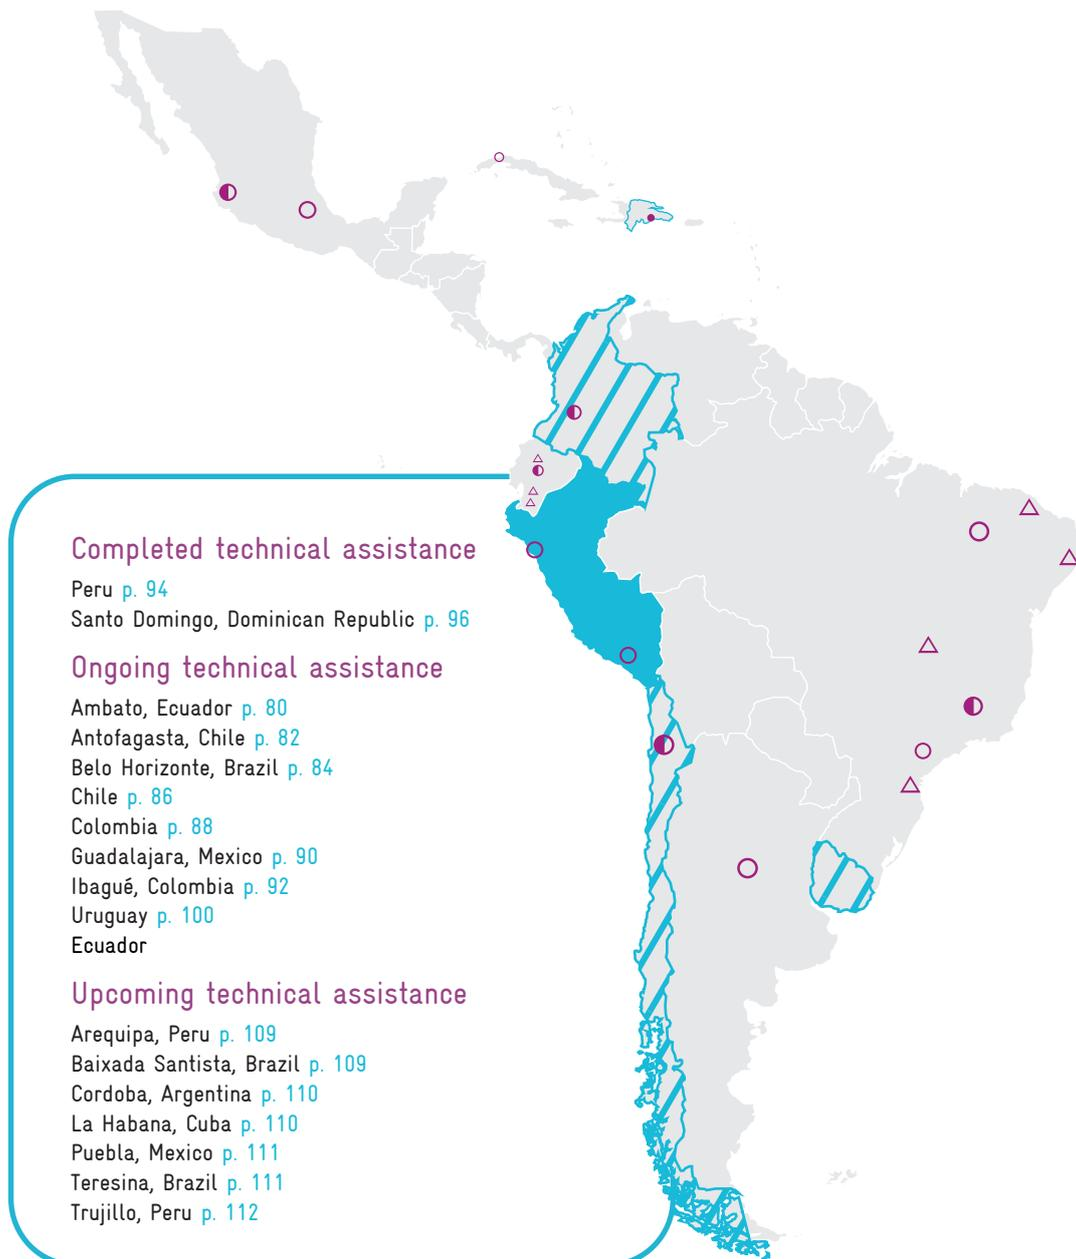 Completed technical assistance
Peru p. 94
Santo Domingo, Dominican Republic p. 96
Ongoing technical assistance
Ambato, Ecuador p. 80
Antofagasta, Chile p. 82
Belo Horizonte, Brazil p. 84
Chile p. 86
Colombia p. 88
Guadalajara, Mexico p. 90
Ibagué, Colombia p. 92
Uruguay p. 100
Ecuador
Upcoming technical assistance
Arequipa, Peru p. 109
Baixada Santista, Brazil p. 109
Cordoba, Argentina p. 110
La Habana, Cuba p. 110
Puebla, Mexico p. 111
Teresina, Brazil p. 111
Trujillo, Peru p. 112